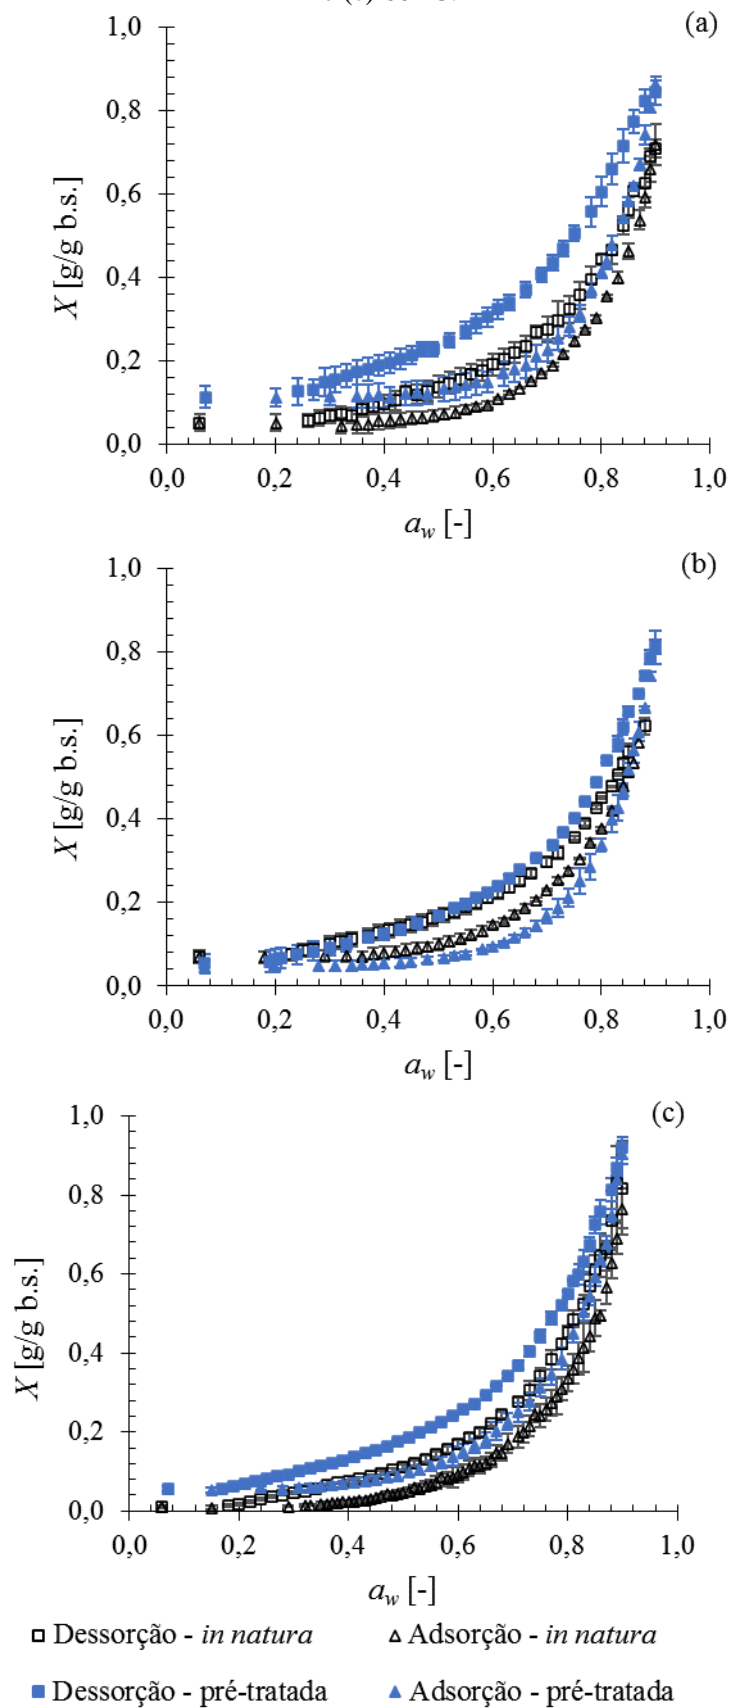 (a)
1,0
0,8
0,6
0,4
0,2
0,0
X [g/g b.s.]
0,0 0,2 0,4 0,6 0,8 1,0
a_w [-]
(b)
1,0
0,8
0,6
0,4
0,2
0,0
X [g/g b.s.]
0,0 0,2 0,4 0,6 0,8 1,0
a_w [-]
(c)
1,0
0,8
0,6
0,4
0,2
0,0
X [g/g b.s.]
0,0 0,2 0,4 0,6 0,8 1,0
a_w [-]
Dessorção - in natura Adsorção - in natura
Dessorção - pré-tratada Adsorção - pré-tratada